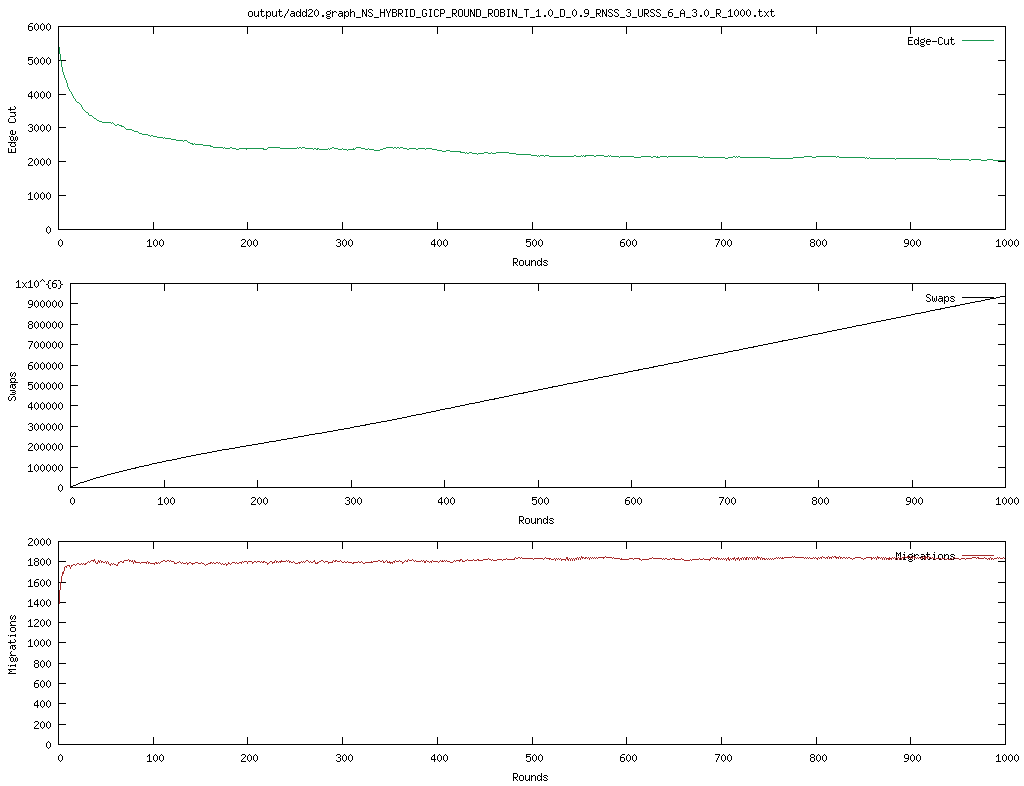 output/add20.graph_NS_HYBRID_GICP_ROUND_ROBIN_T_1.0_D_0.9_RNSS_3_URSS_6_A_3.0_R_1000.txt
Edge-Cut
6000
5000
4000
3000
2000
1000
0
Edge Cut
0 100 200 300 400 500 600 700 800 900 1000
Rounds
Swaps
1x10^{6}
900000
800000
700000
600000
500000
400000
300000
200000
100000
0
Swaps
0 100 200 300 400 500 600 700 800 900 1000
Rounds
Migrations
2000
1800
1600
1400
1200
1000
800
600
400
200
0
Migrations
0 100 200 300 400 500 600 700 800 900 1000
Rounds